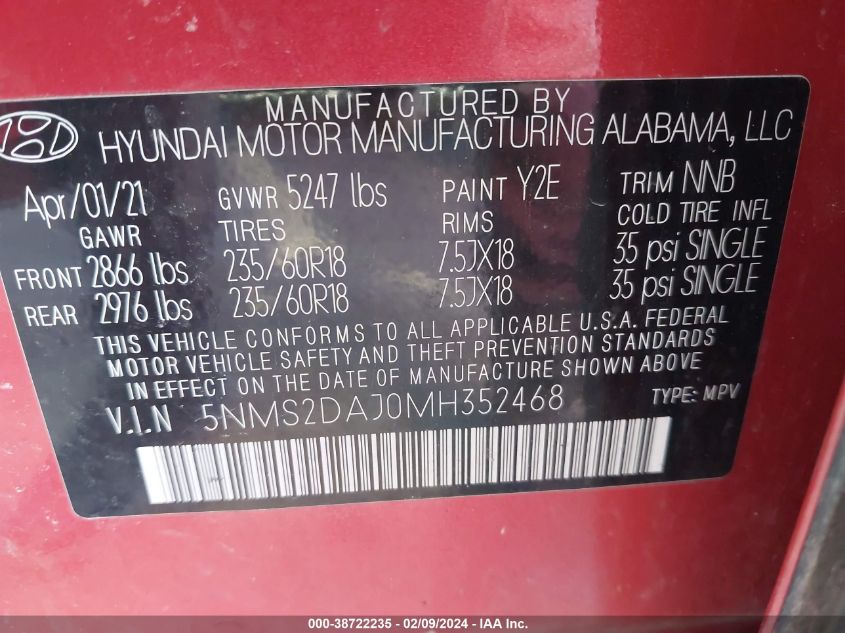 MANUFACTURED BY
HYUNDAI MOTOR MANUFACTURING ALABAMA, LLC
Apr/01/21 GVWR 5247 lbs PAINT Y2E TRIM NNB
GAWR TIRES RIMS COLD TIRE INFL
FRONT 2866 lbs 235/60R18 7.5JX18 35 psi SINGLE
REAR 2976 lbs 235/60R18 7.5JX18 35 psi SINGLE
THIS VEHICLE CONFORMS TO ALL APPLICABLE U.S.A. FEDERAL
MOTOR VEHICLE SAFETY AND THEFT PREVENTION STANDARDS
IN EFFECT ON THE DATE OF MANUFACTURE SHOWN ABOVE
V.I.N 5NMS2DAJ0MH352468 TYPE: MPV
000-38722235 - 02/09/2024 - IAA Inc.